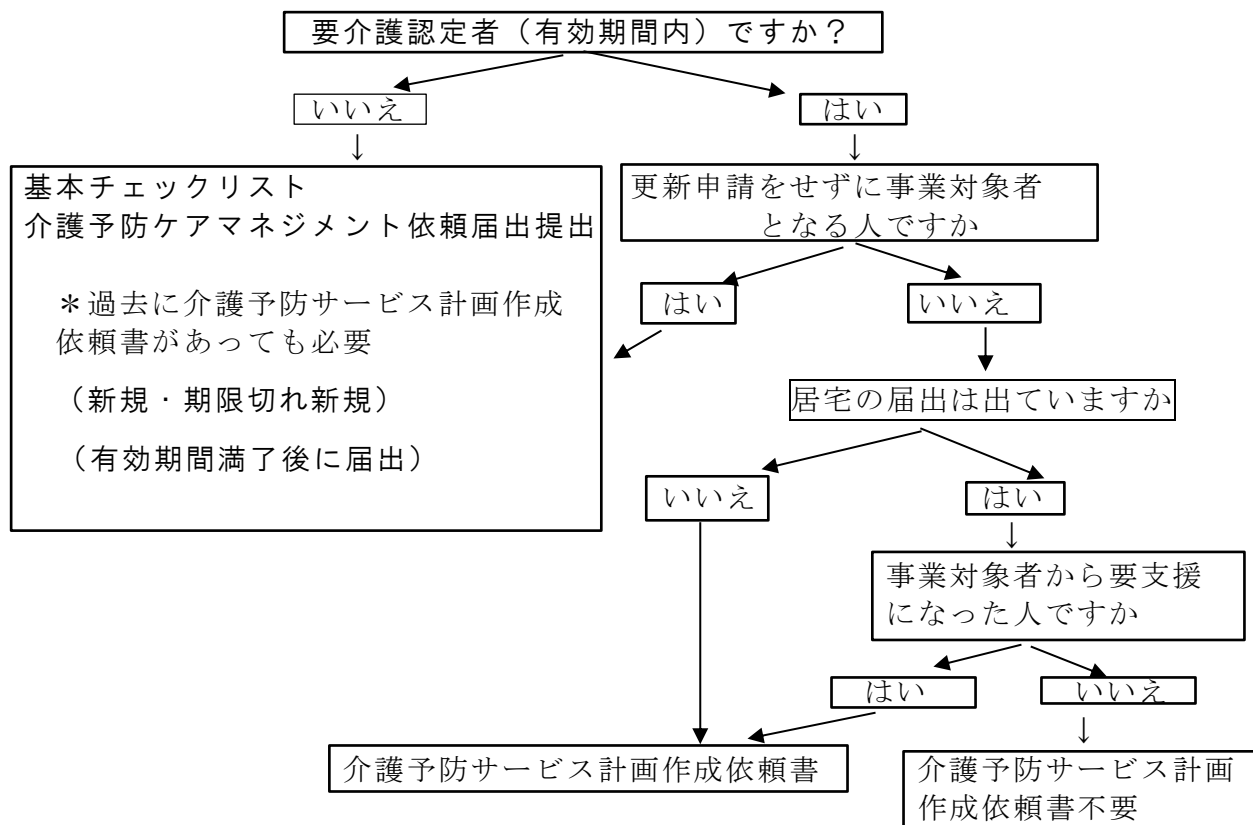 要介護認定者（有効期間内）ですか？
いいえ
はい
↓
↓
基本チェックリスト
介護予防ケアマネジメント依頼届出提出
＊過去に介護予防サービス計画作成
依頼書があっても必要
（新規・期限切れ新規）
（有効期間満了後に届出）
更新申請をせずに事業対象者
となる人ですか
はい
いいえ
居宅の届出は出ていますか
いいえ
はい
↓
事業対象者から要支援
になった人ですか
はい
いいえ
↓
介護予防サービス計画作成依頼書
介護予防サービス計画
作成依頼書不要